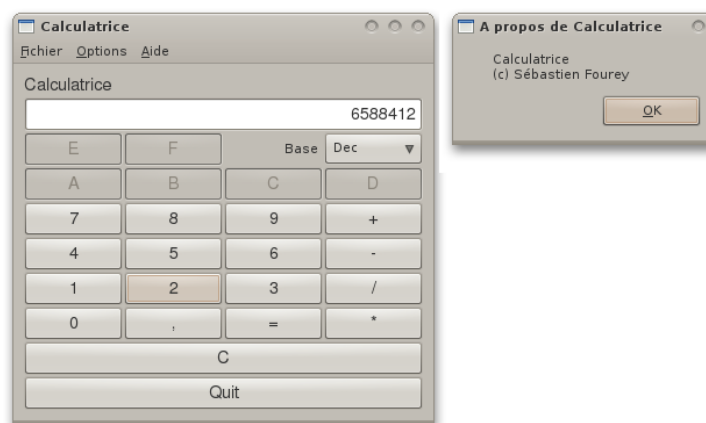 Calculatrice
Fichier Options Aide
Calculatrice
6588412
E F Base Dec
A B C D
7 8 9 +
4 5 6 -
1 2 3 /
0 , = *
C
Quit
A propos de Calculatrice
Calculatrice
(c) Sébastien Fourey
OK